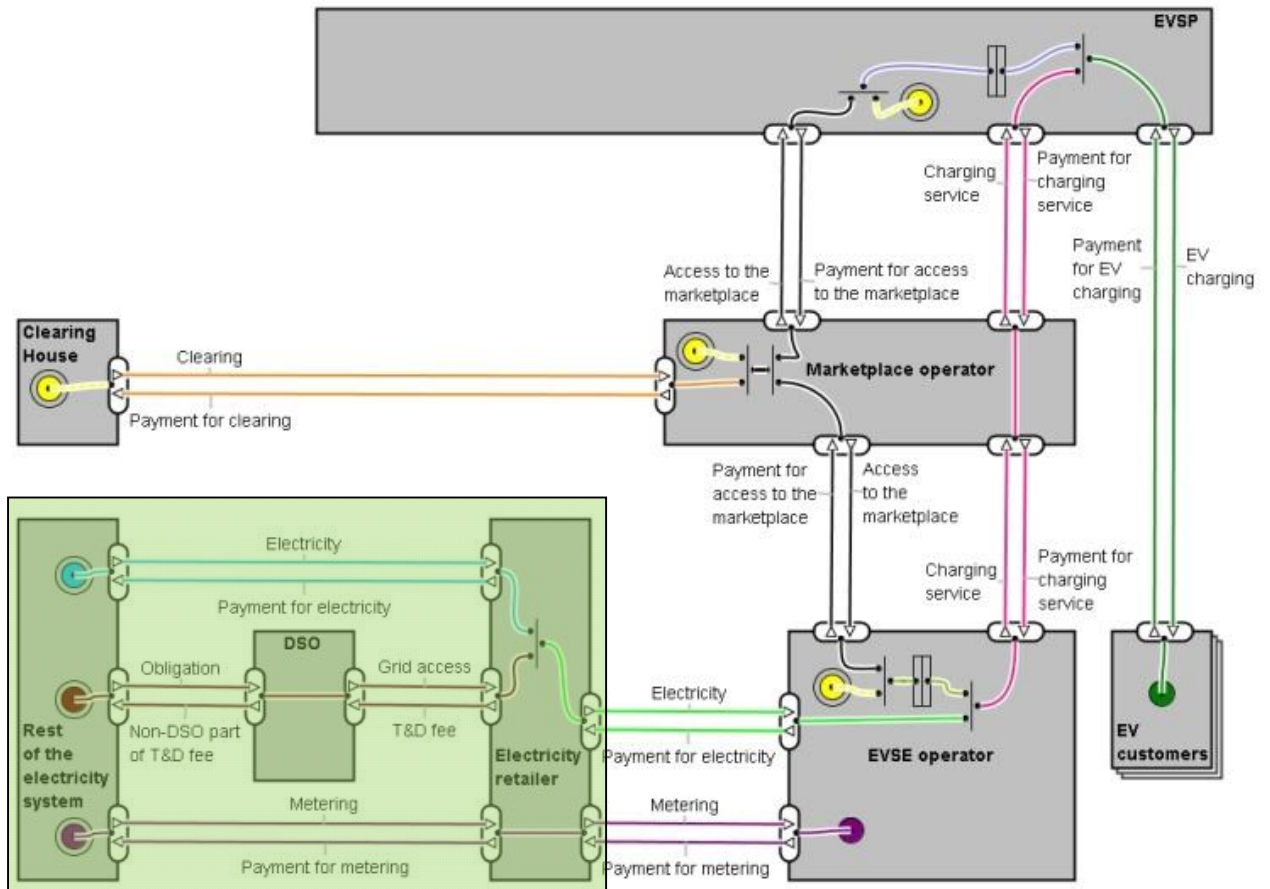 EVSP
Charging
service
Payment for
charging
service
Access to the
marketplace
Payment for access
to the marketplace
Payment
for EV
charging
EV
charging
Clearing
House
Clearing
Payment for clearing
Marketplace operator
Payment for
access to the
marketplace
Access
to the
marketplace
Charging
service
Payment for
charging
service
Electricity
Payment for electricity
DSO
Obligation
Non-DSO part
of T&D fee
Grid access
T&D fee
Rest
of the
electricity
system
Electricity
retailer
Metering
Payment for metering
Electricity
Payment for electricity
Metering
Payment for metering
EVSE operator
EV
customers